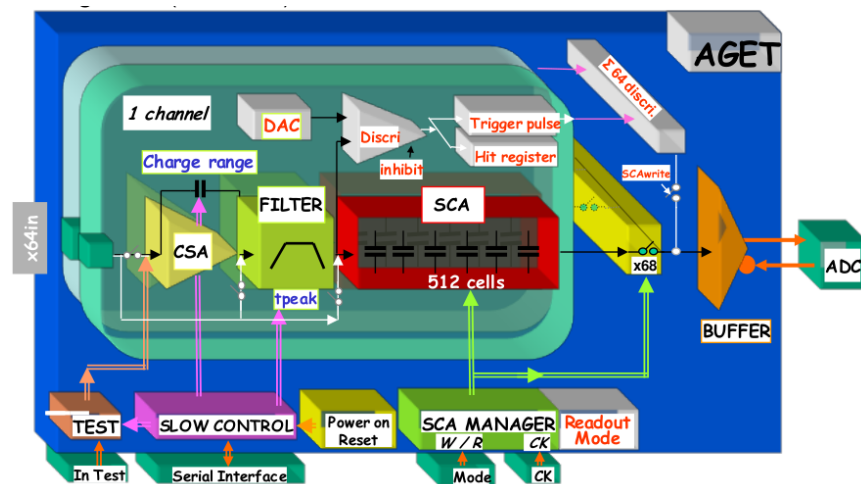 AGET
Σ 64 discri.
1 channel
DAC
Discri
Trigger pulse
Hit register
inhibit
Charge range
SCAwrite
FILTER
SCA
x64in
CSA
512 cells
x68
ADC
tpeak
BUFFER
TEST
SLOW CONTROL
Power on
Reset
SCA MANAGER
W / R
CK
Readout
Mode
In Test
Serial Interface
Mode
CK